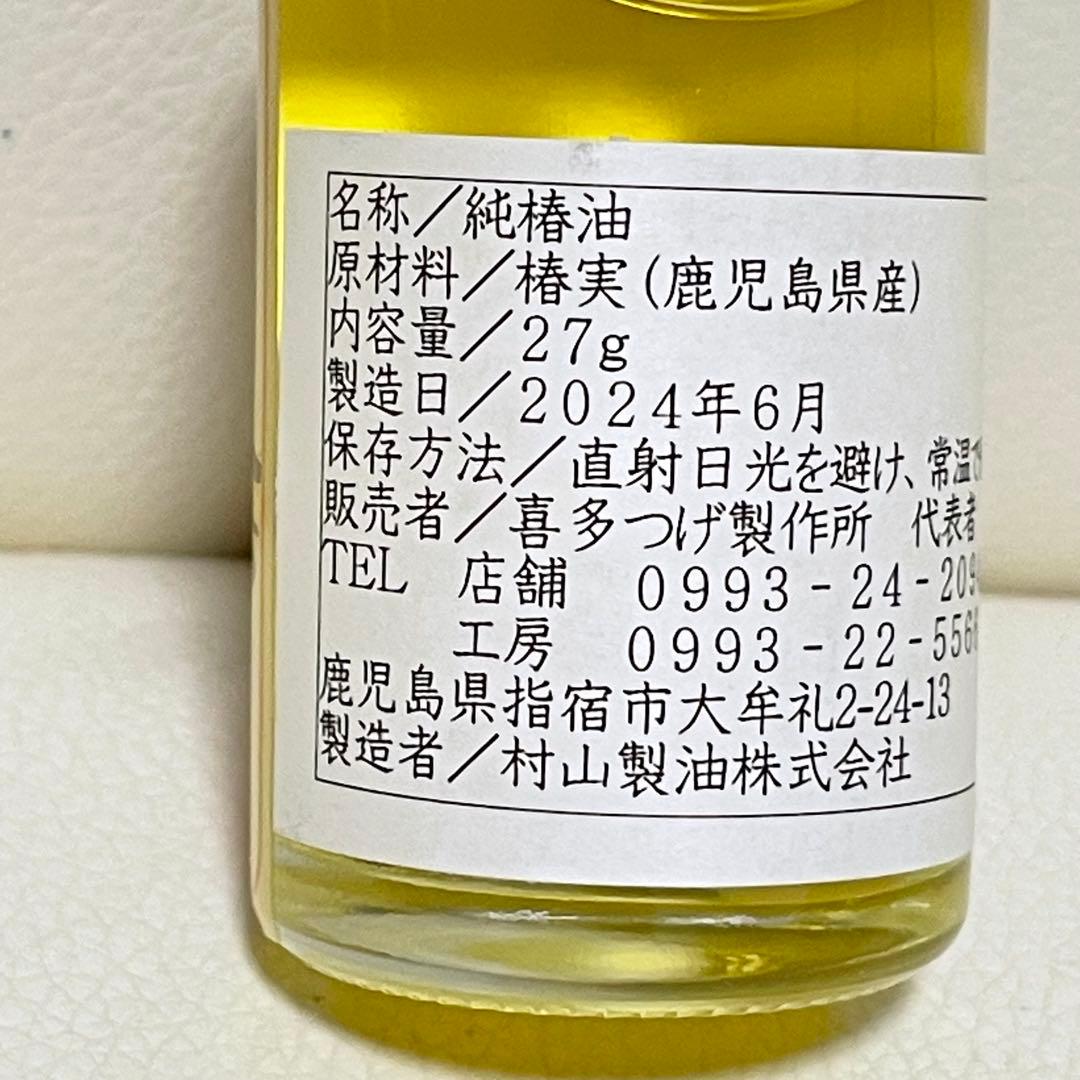 名称／純椿油
原材料／椿実(鹿児島県産)
内容量／27g
製造日／2024年6月
保存方法／直射日光を避け、常温で
販売者／喜多つげ製作所　代表者
TEL　店舗　0993-24-209
工房　0993-22-556
鹿児島県指宿市大牟礼2-24-13
製造者／村山製油株式会社